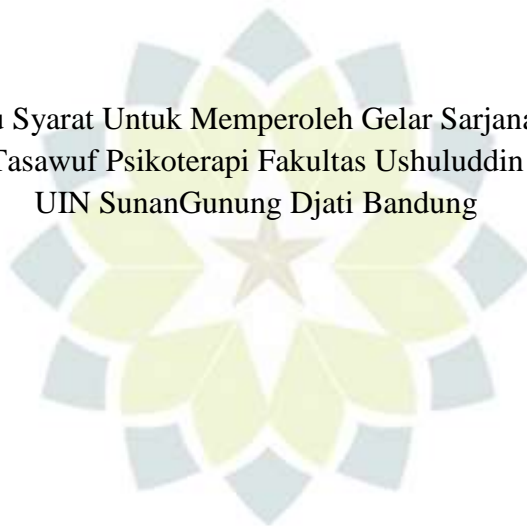 u Syarat Untuk Memperoleh Gelar Sarjana
Tasawuf Psikoterapi Fakultas Ushuluddin
UIN SunanGunung Djati Bandung